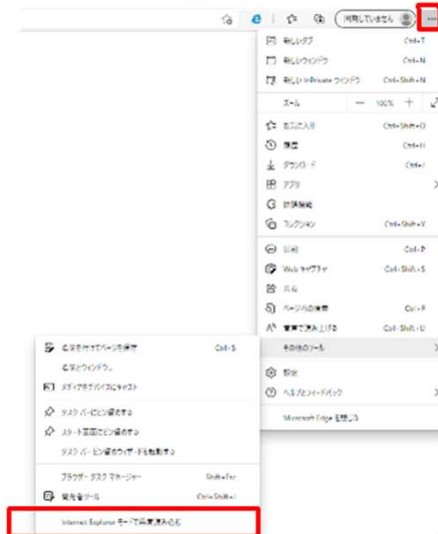 同期していません
新しいタブ Ctrl+T
新しいウィンドウ Ctrl+N
新しい InPrivate ウィンドウ Ctrl+Shift+N
ズーム 100%
お気に入り Ctrl+Shift+O
履歴 Ctrl+H
ダウンロード Ctrl+J
アプリ
拡張機能
コレクション Ctrl+Shift+Y
印刷 Ctrl+P
Web キャプチャ Ctrl+Shift+S
共有
ページ内の検索 Ctrl+F
音声で読み上げる Ctrl+Shift+U
その他のツール
設定
ヘルプとフィードバック
Microsoft Edge を閉じる
名前を付けてページを保存 Ctrl+S
名前とウィンドウ...
メディアをデバイスにキャスト
タスク バーにピン留めする
スタート画面にピン留めする
タスク バー ピン留めウィザードを起動する
ブラウザー タスク マネージャー Shift+Esc
開発者ツール Ctrl+Shift+I
Internet Explorer モードで再度読み込む